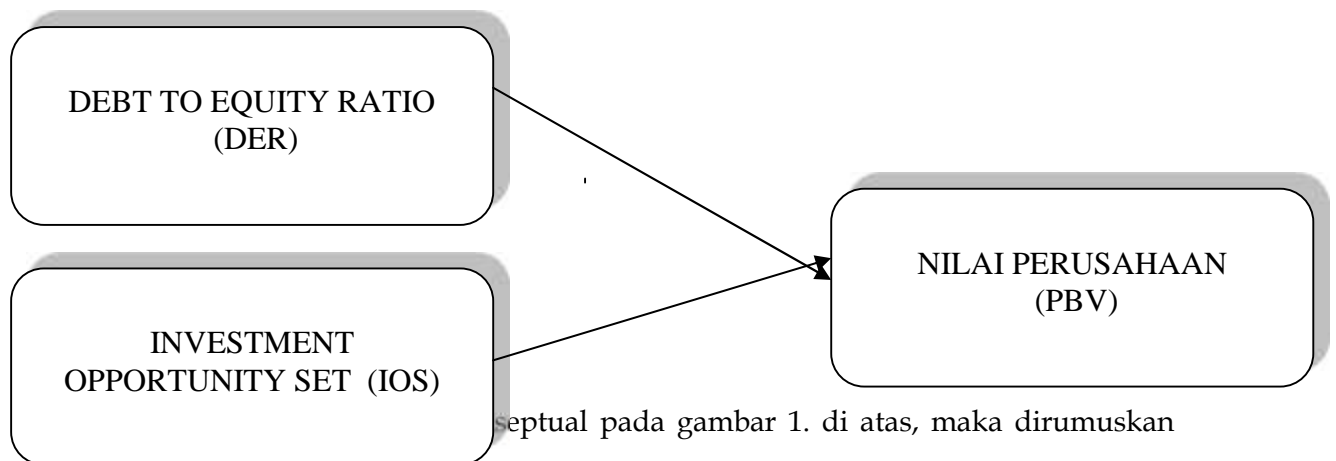 DEBT TO EQUITY RATIO
(DER)
INVESTMENT
OPPORTUNITY SET (IOS)
NILAI PERUSAHAAN
(PBV)
septual pada gambar 1. di atas, maka dirumuskan